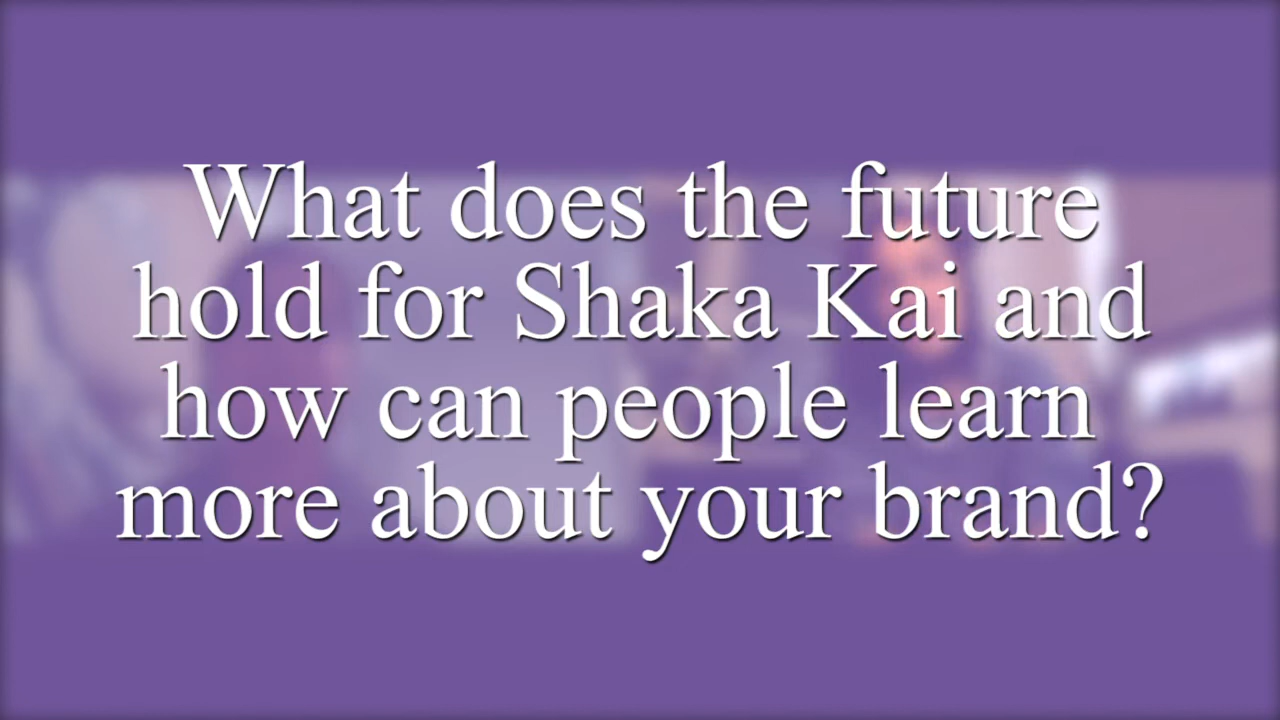 What does the future
hold for Shaka Kai and
how can people learn
more about your brand?